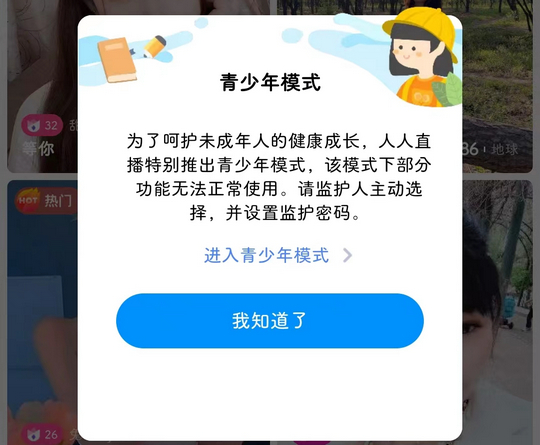 青少年模式
为了呵护未成年人的健康成长，人人直
播特别推出青少年模式，该模式下部分
功能无法正常使用。请监护人主动选
择，并设置监护密码。
进入青少年模式
我知道了
32
等你
86
地球
HOT 热门
26